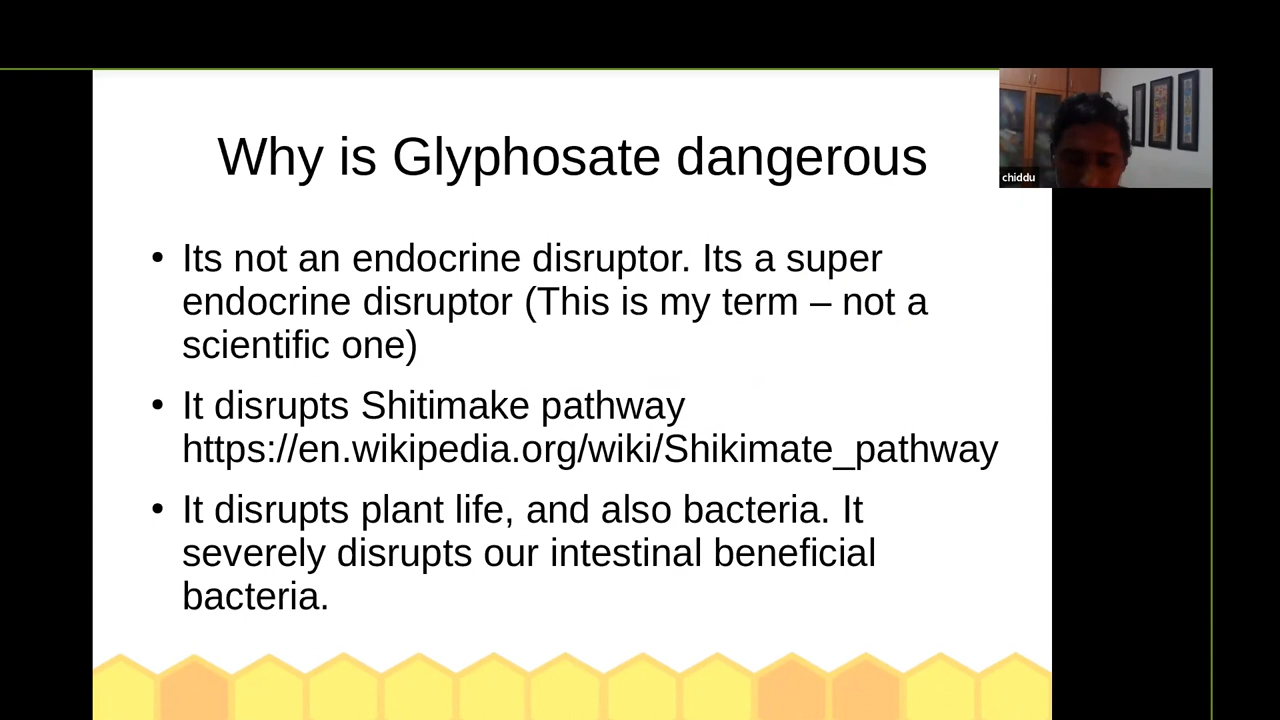 Why is Glyphosate dangerous
chiddu
• Its not an endocrine disruptor. Its a super
endocrine disruptor (This is my term – not a
scientific one)
• It disrupts Shitimake pathway
https://en.wikipedia.org/wiki/Shikimate_pathway
• It disrupts plant life, and also bacteria. It
severely disrupts our intestinal beneficial
bacteria.